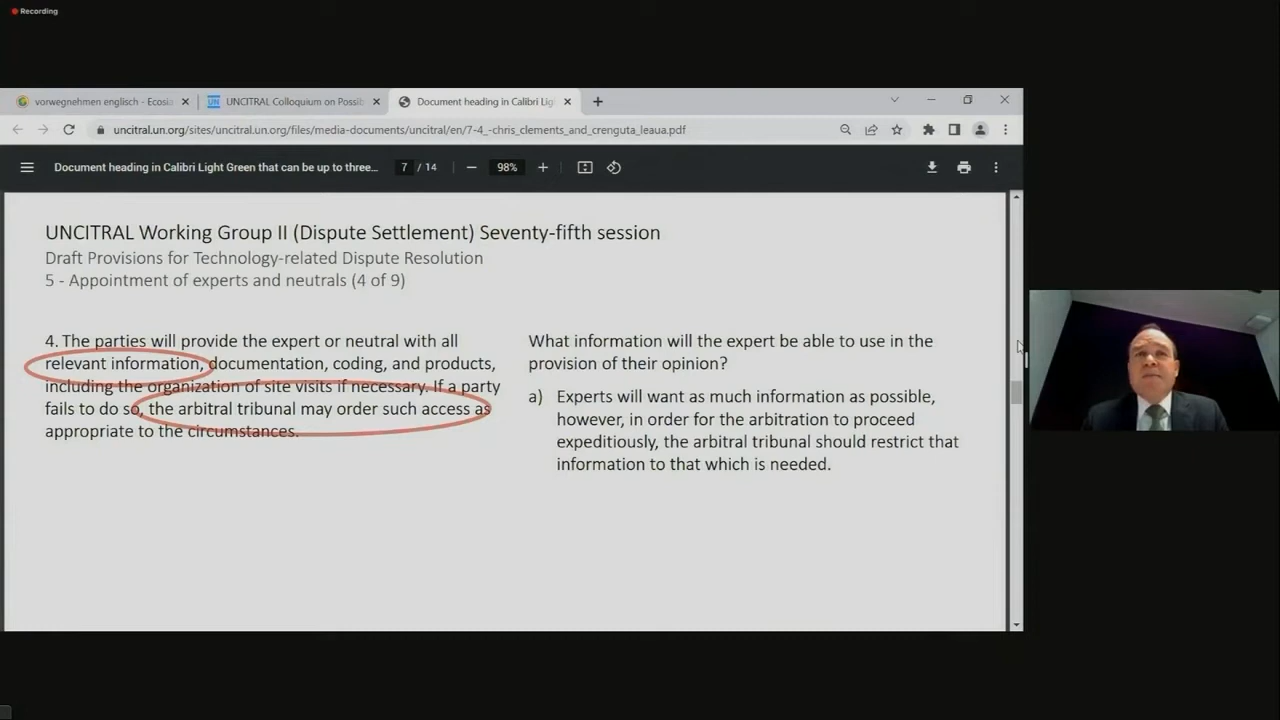 Recording
vorwegnehmen englisch - Ecosia
UNCITRAL Colloquium on Possib
Document heading in Calibri Lig
uncitral.un.org/sites/uncitral.un.org/files/media-documents/uncitral/en/7-4_-chris_clements_and_crenguta_leaua.pdf
Document heading in Calibri Light Green that can be up to three...
7 / 14
98%
UNCITRAL Working Group II (Dispute Settlement) Seventy-fifth session
Draft Provisions for Technology-related Dispute Resolution
5 - Appointment of experts and neutrals (4 of 9)
4. The parties will provide the expert or neutral with all
relevant information, documentation, coding, and products,
including the organization of site visits if necessary. If a party
fails to do so, the arbitral tribunal may order such access as
appropriate to the circumstances.
What information will the expert be able to use in the
provision of their opinion?
a) Experts will want as much information as possible,
however, in order for the arbitration to proceed
expeditiously, the arbitral tribunal should restrict that
information to that which is needed.